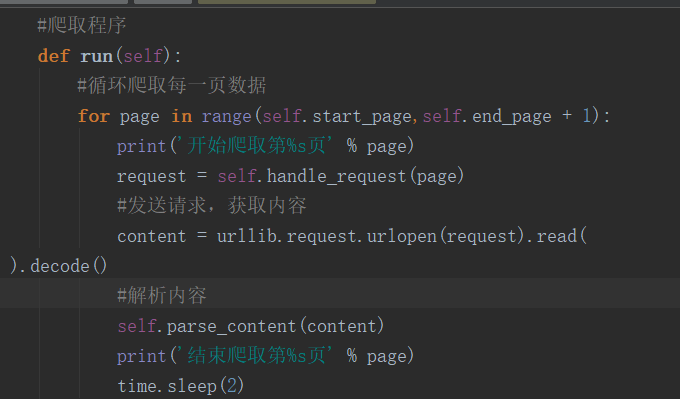 #爬取程序
def run(self):
#循环爬取每一页数据
for page in range(self.start_page,self.end_page + 1):
print('开始爬取第%s页' % page)
request = self.handle_request(page)
#发送请求，获取内容
content = urllib.request.urlopen(request).read(
).decode()
#解析内容
self.parse_content(content)
print('结束爬取第%s页' % page)
time.sleep(2)